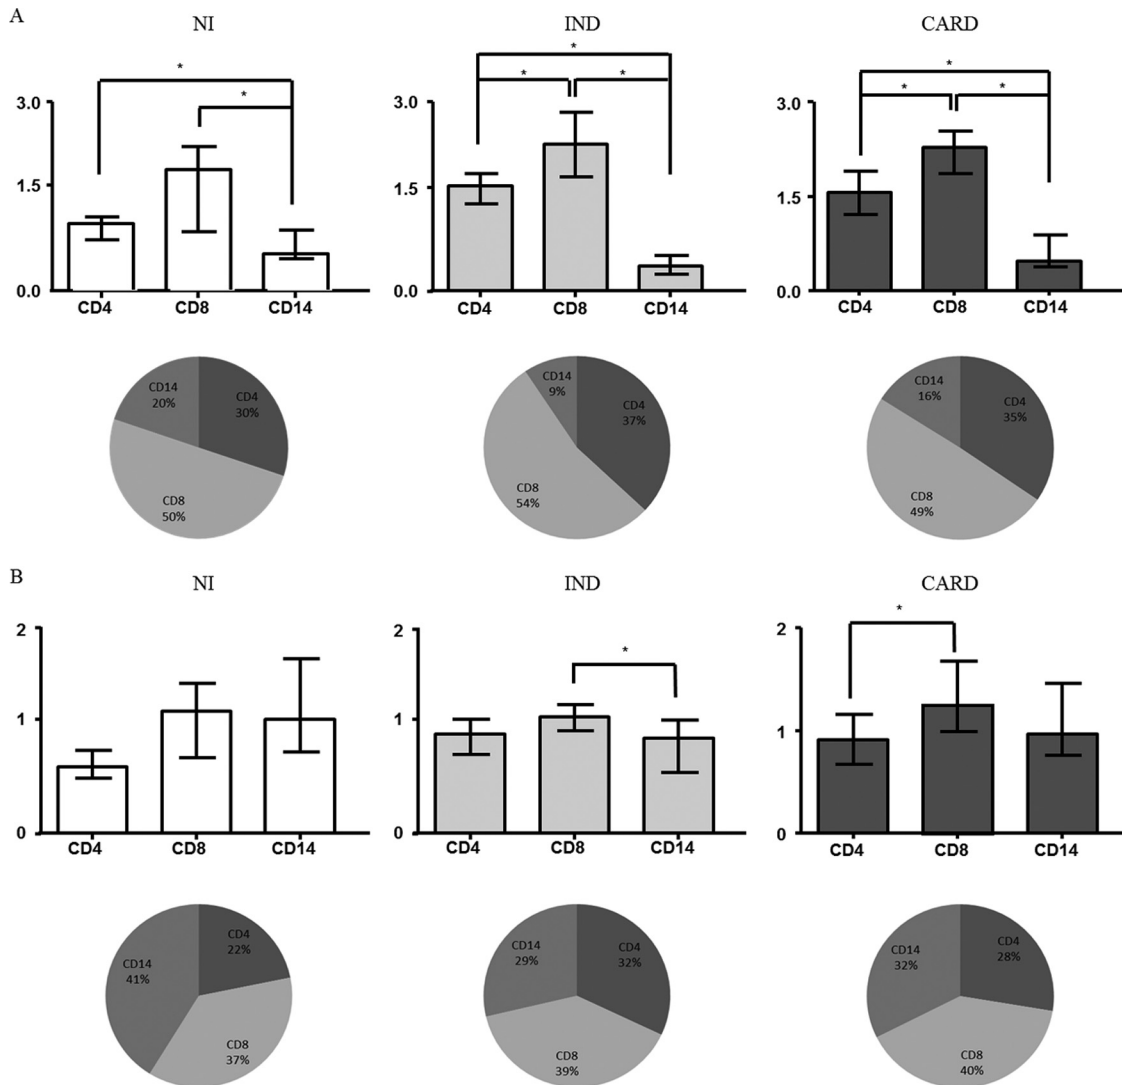 A
NI IND CARD
* * *
* * * * *
3.0 3.0 3.0
1.5 1.5 1.5
0.0 0.0 0.0
CD4 CD8 CD14 CD4 CD8 CD14 CD4 CD8 CD14
CD14
20%
CD4
30%
CD8
50%
CD14
9%
CD4
37%
CD8
54%
CD14
16%
CD4
35%
CD8
49%
B
NI IND CARD
* *
2 2 2
1 1 1
0 0 0
CD4 CD8 CD14 CD4 CD8 CD14 CD4 CD8 CD14
CD14
41%
CD4
22%
CD8
37%
CD14
29%
CD4
32%
CD8
39%
CD14
32%
CD4
28%
CD8
40%